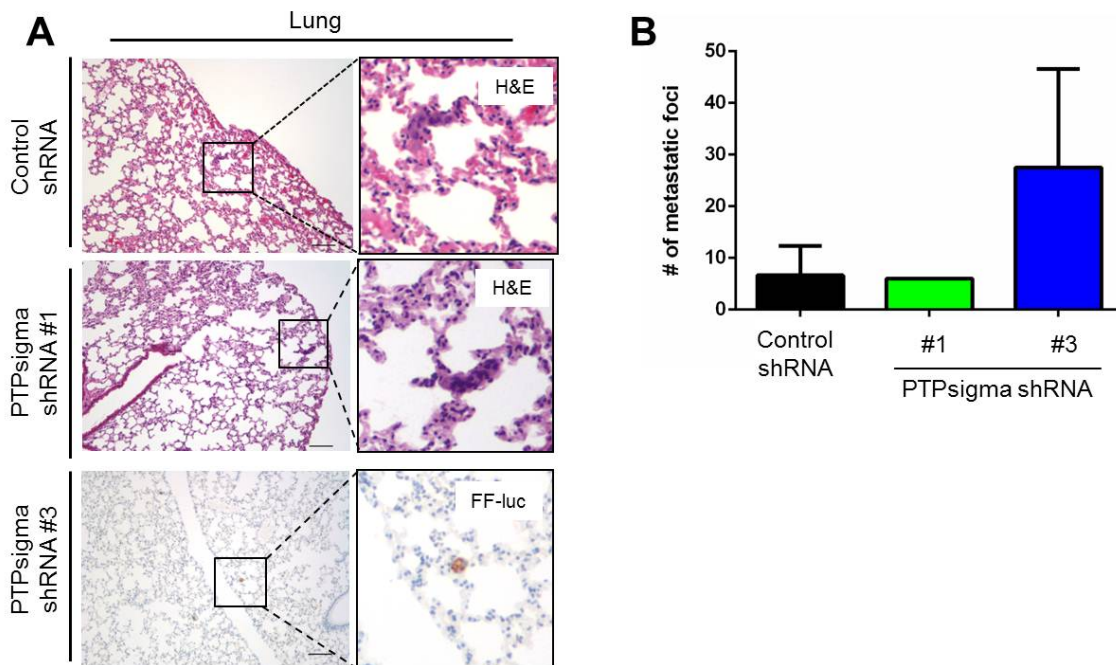 A
Lung
Control
shRNA
H&E
PTPsigma
shRNA #1
H&E
PTPsigma
shRNA #3
FF-luc
B
# of metastatic foci
50
40
30
20
10
0
Control
shRNA
#1
#3
PTPsigma shRNA